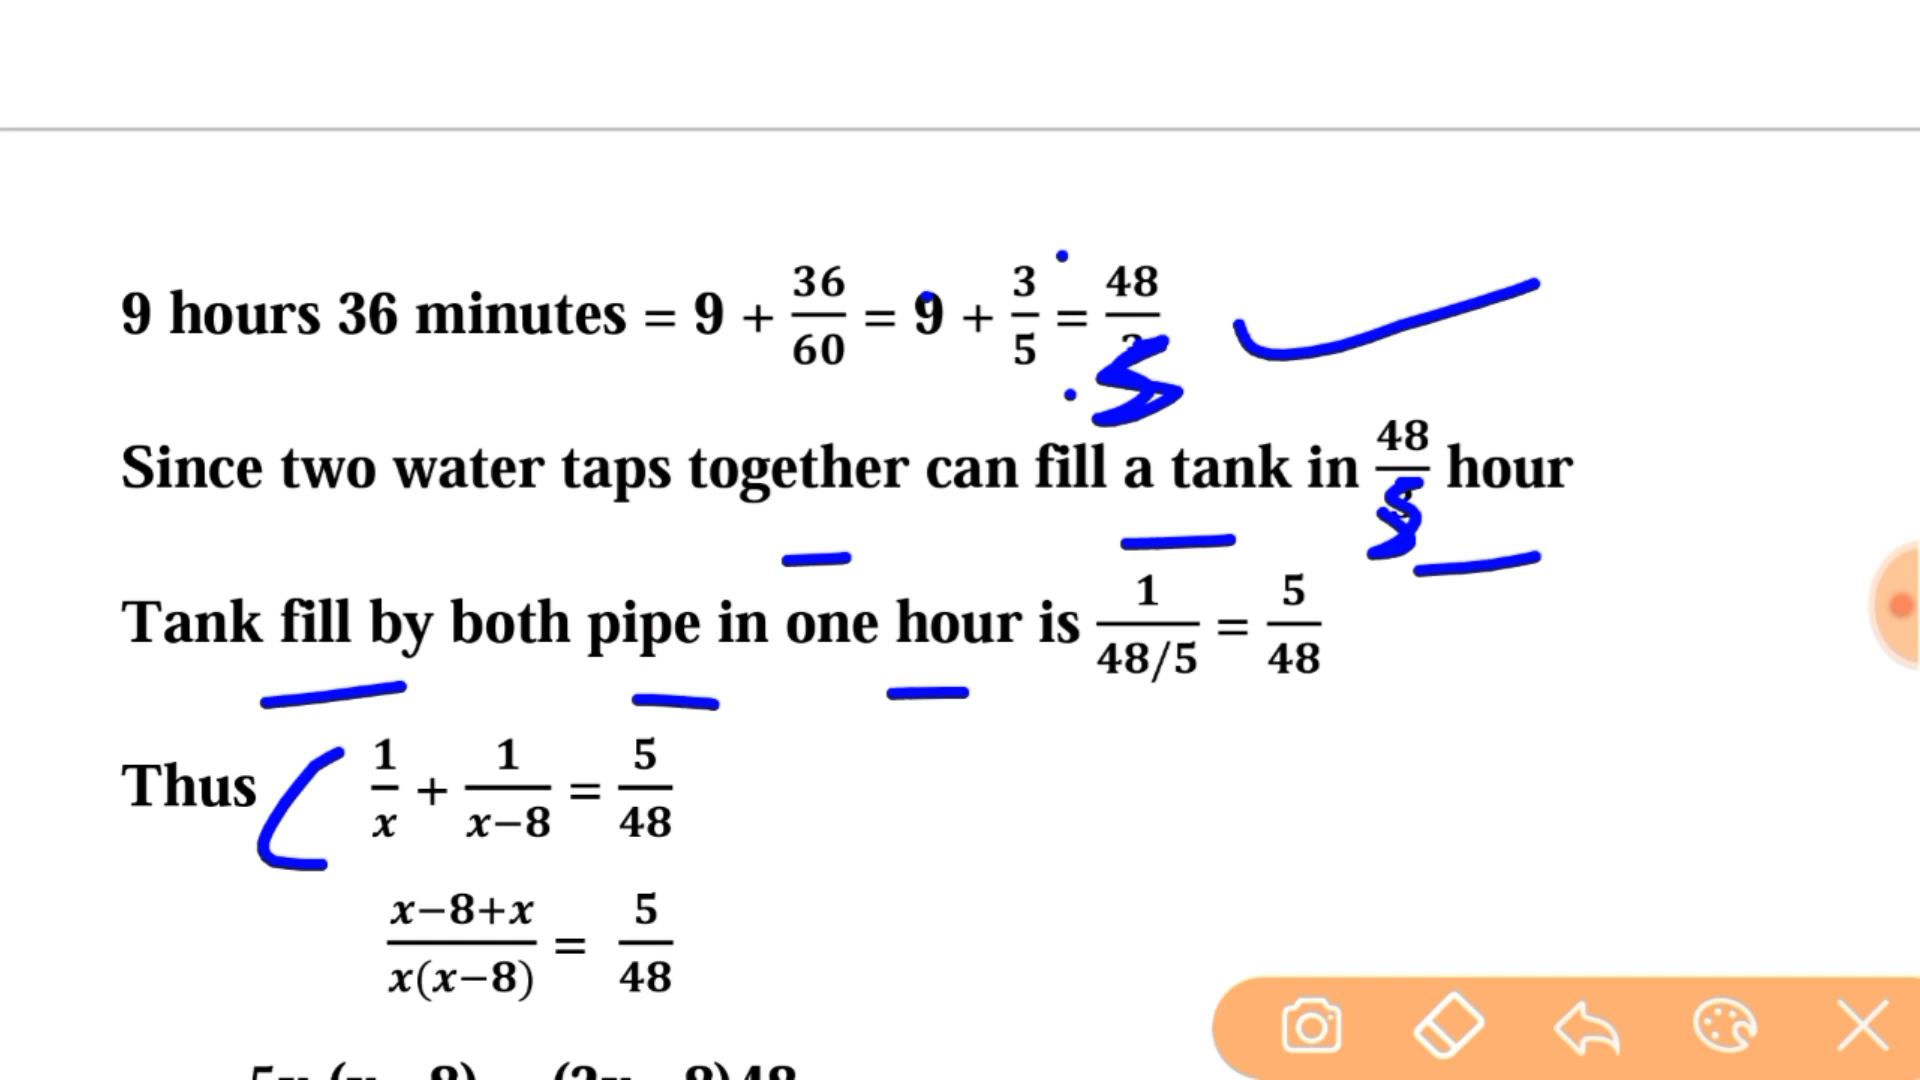 9 hours 36 minutes = 9 + 36/60 = 9 + 3/5 = 48/5
Since two water taps together can fill a tank in 48/5 hour
Tank fill by both pipe in one hour is 1/(48/5) = 5/48
Thus 1/x + 1/(x−8) = 5/48
(x−8+x)/(x(x−8)) = 5/48